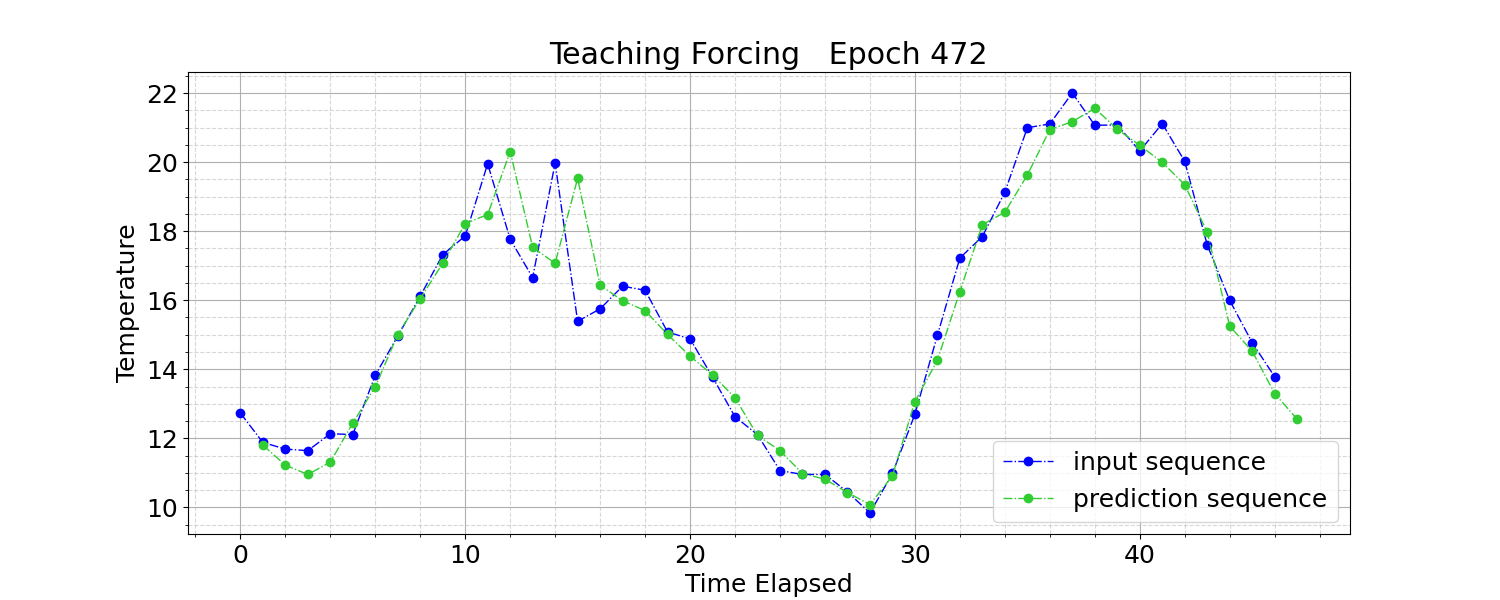 Teaching Forcing   Epoch 472
22
20
18
16
14
12
10
Temperature
input sequence
prediction sequence
0 10 20 30 40
Time Elapsed